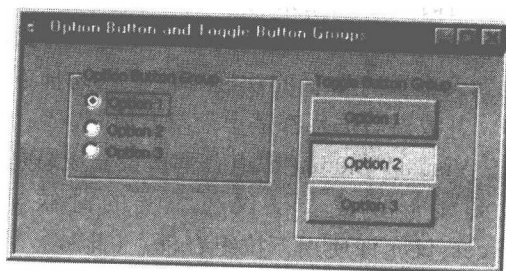 Option Button and Toggle Button Groups
Option Button Group
Option 1
Option 2
Option 3
Toggle Button Group
Option 1
Option 2
Option 3